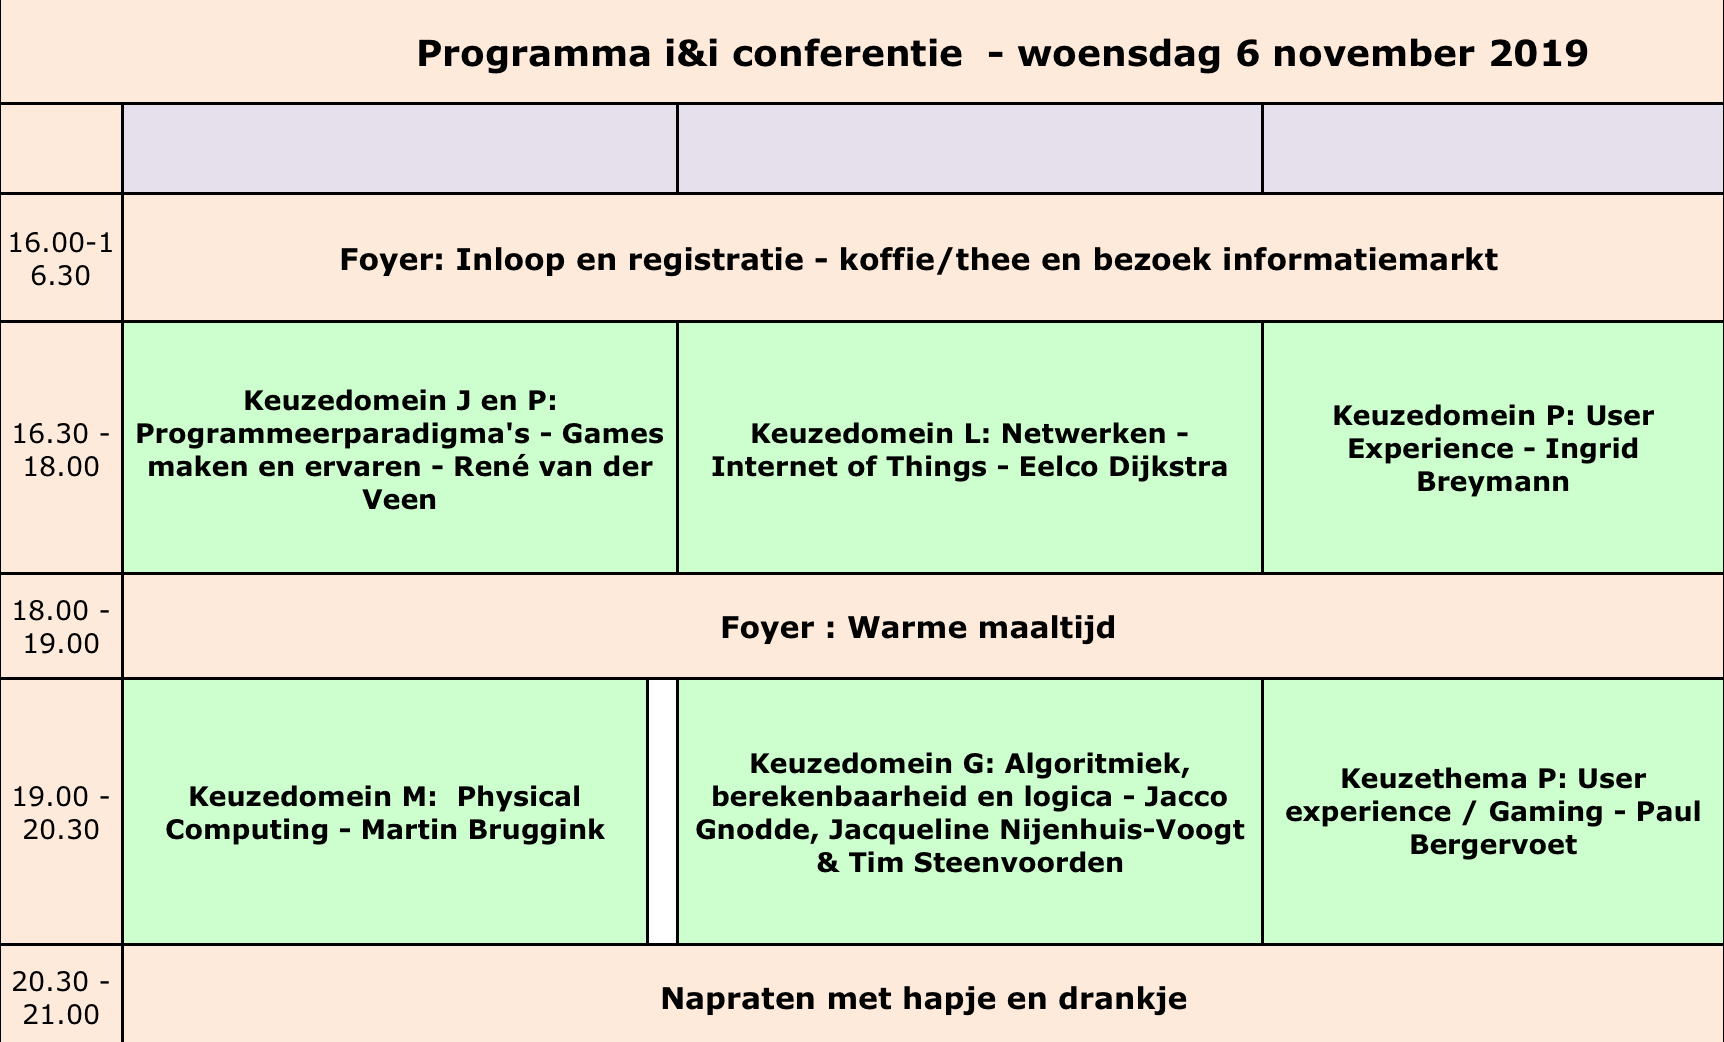 Programma i&i conferentie  - woensdag 6 november 2019
16.00-1
6.30
Foyer: Inloop en registratie - koffie/thee en bezoek informatiemarkt
16.30 -
18.00
Keuzedomein J en P:
Programmeerparadigma's - Games
maken en ervaren - René van der
Veen
Keuzedomein L: Netwerken -
Internet of Things - Eelco Dijkstra
Keuzedomein P: User
Experience - Ingrid
Breymann
18.00 -
19.00
Foyer : Warme maaltijd
19.00 -
20.30
Keuzedomein M:  Physical
Computing - Martin Bruggink
Keuzedomein G: Algoritmiek,
berekenbaarheid en logica - Jacco
Gnodde, Jacqueline Nijenhuis-Voogt
& Tim Steenvoorden
Keuzethema P: User
experience / Gaming - Paul
Bergervoet
20.30 -
21.00
Napraten met hapje en drankje